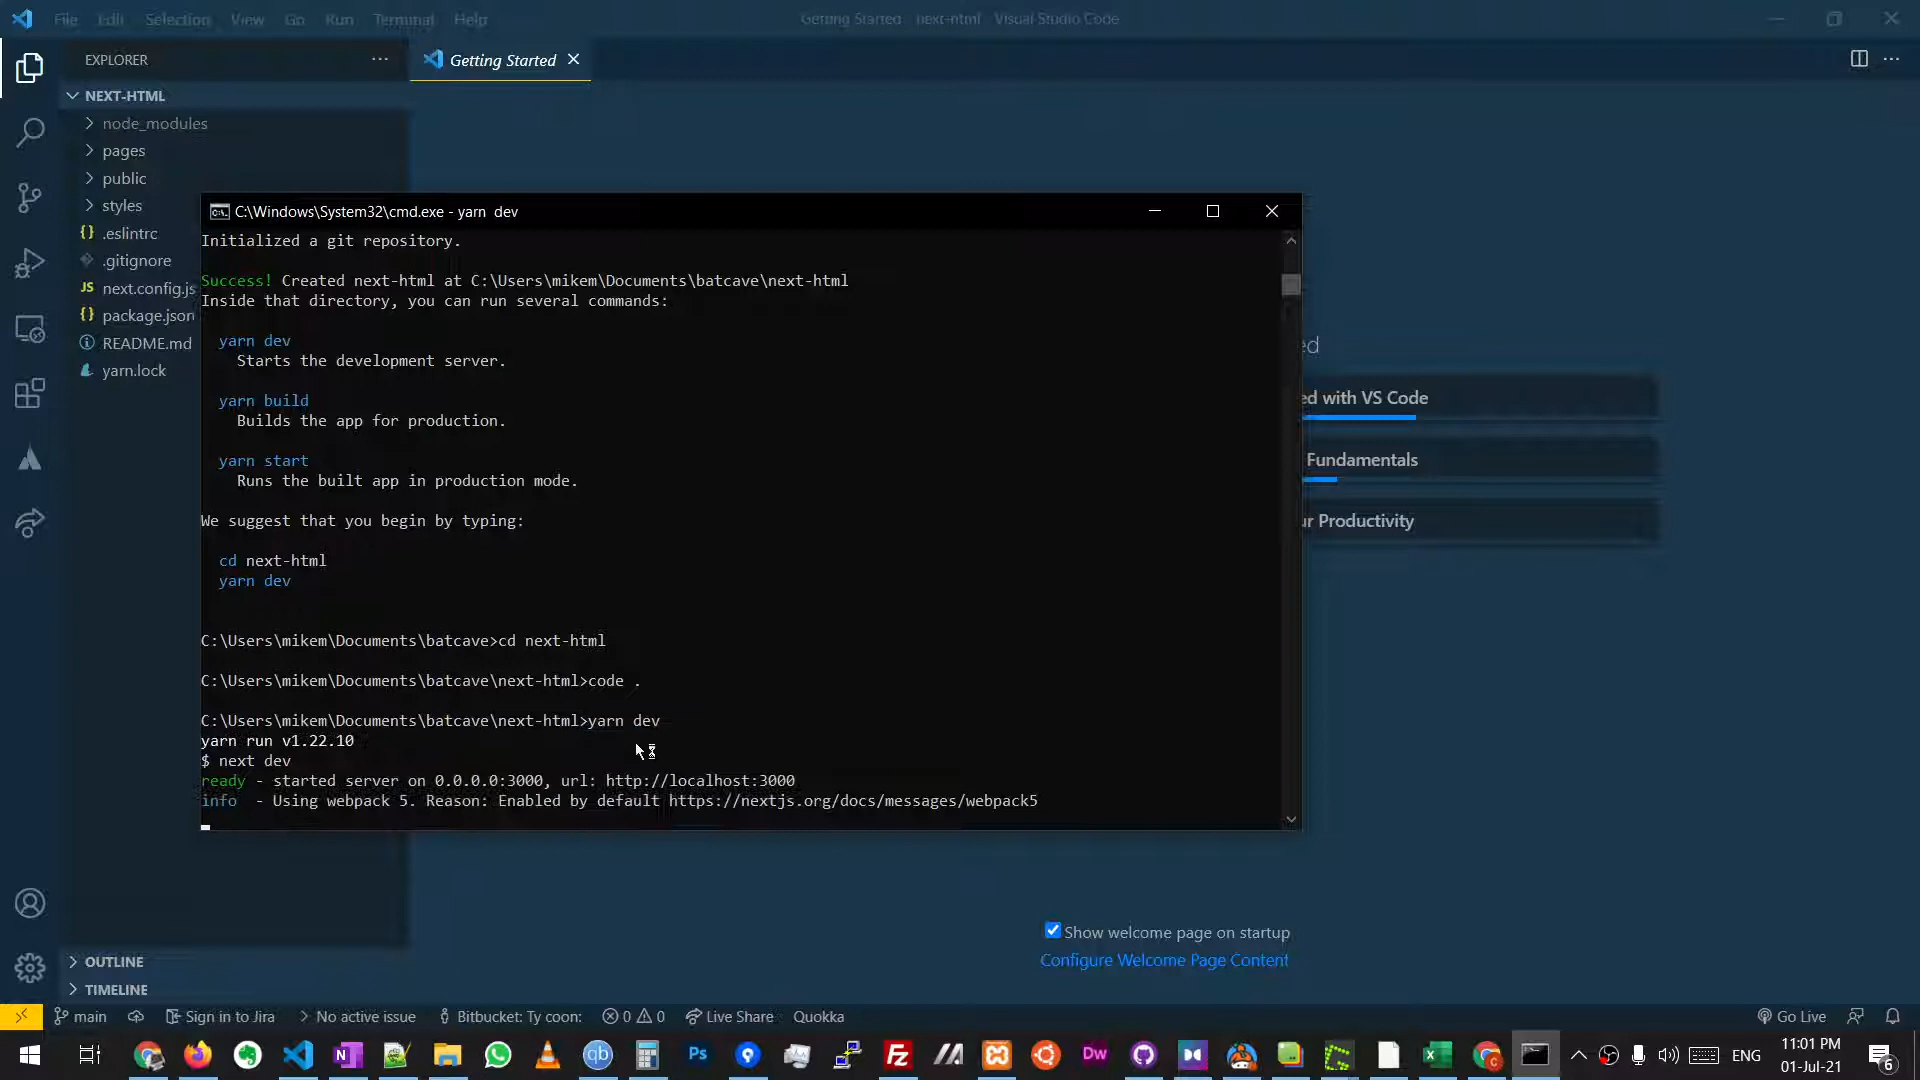 File Edit Selection View Go Run Terminal Help
Getting Started - next-html - Visual Studio Code
EXPLORER
Getting Started
NEXT-HTML
node_modules
pages
public
styles
.eslintrc
.gitignore
JS next.config.js
package.json
README.md
yarn.lock
C:\Windows\System32\cmd.exe - yarn  dev
Initialized a git repository.
Success! Created next-html at C:\Users\mikem\Documents\batcave\next-html
Inside that directory, you can run several commands:
yarn dev
Starts the development server.
yarn build
Builds the app for production.
yarn start
Runs the built app in production mode.
We suggest that you begin by typing:
cd next-html
yarn dev
C:\Users\mikem\Documents\batcave>cd next-html
C:\Users\mikem\Documents\batcave\next-html>code .
C:\Users\mikem\Documents\batcave\next-html>yarn dev
yarn run v1.22.10
$ next dev
ready - started server on 0.0.0.0:3000, url: http://localhost:3000
info  - Using webpack 5. Reason: Enabled by default https://nextjs.org/docs/messages/webpack5
ed
ed with VS Code
Fundamentals
ur Productivity
Show welcome page on startup
Configure Welcome Page Content
OUTLINE
TIMELINE
main Sign in to Jira No active issue Bitbucket: Ty coon: 0 0 Live Share Quokka Go Live
qb Ps Fz Dw ENG 11:01 PM
01-Jul-21 6